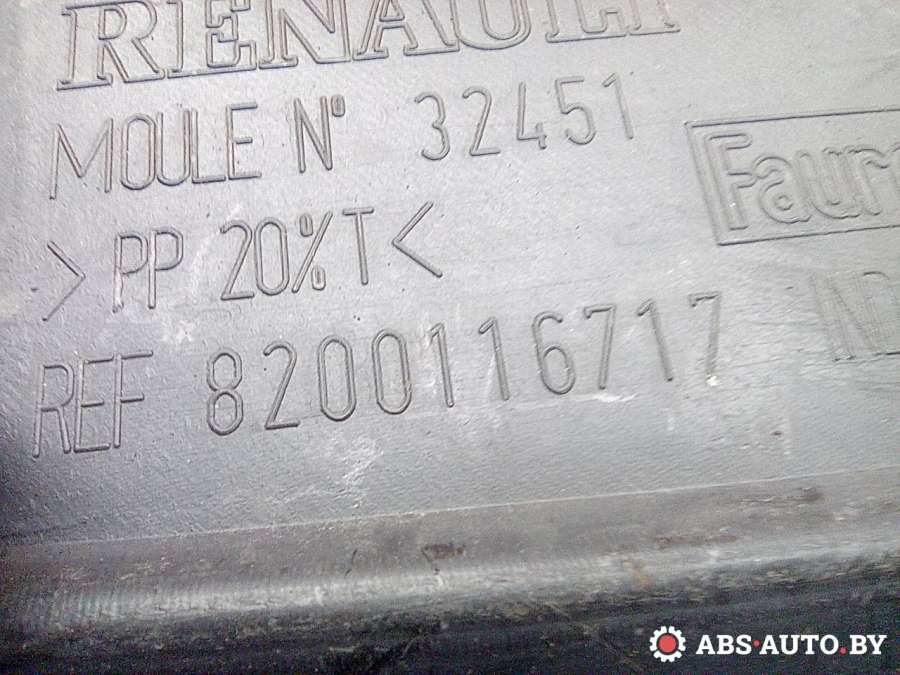 RENAULT
MOULE N° 32451
>PP 20%T<
REF 8200116717
ABS·AUTO.BY